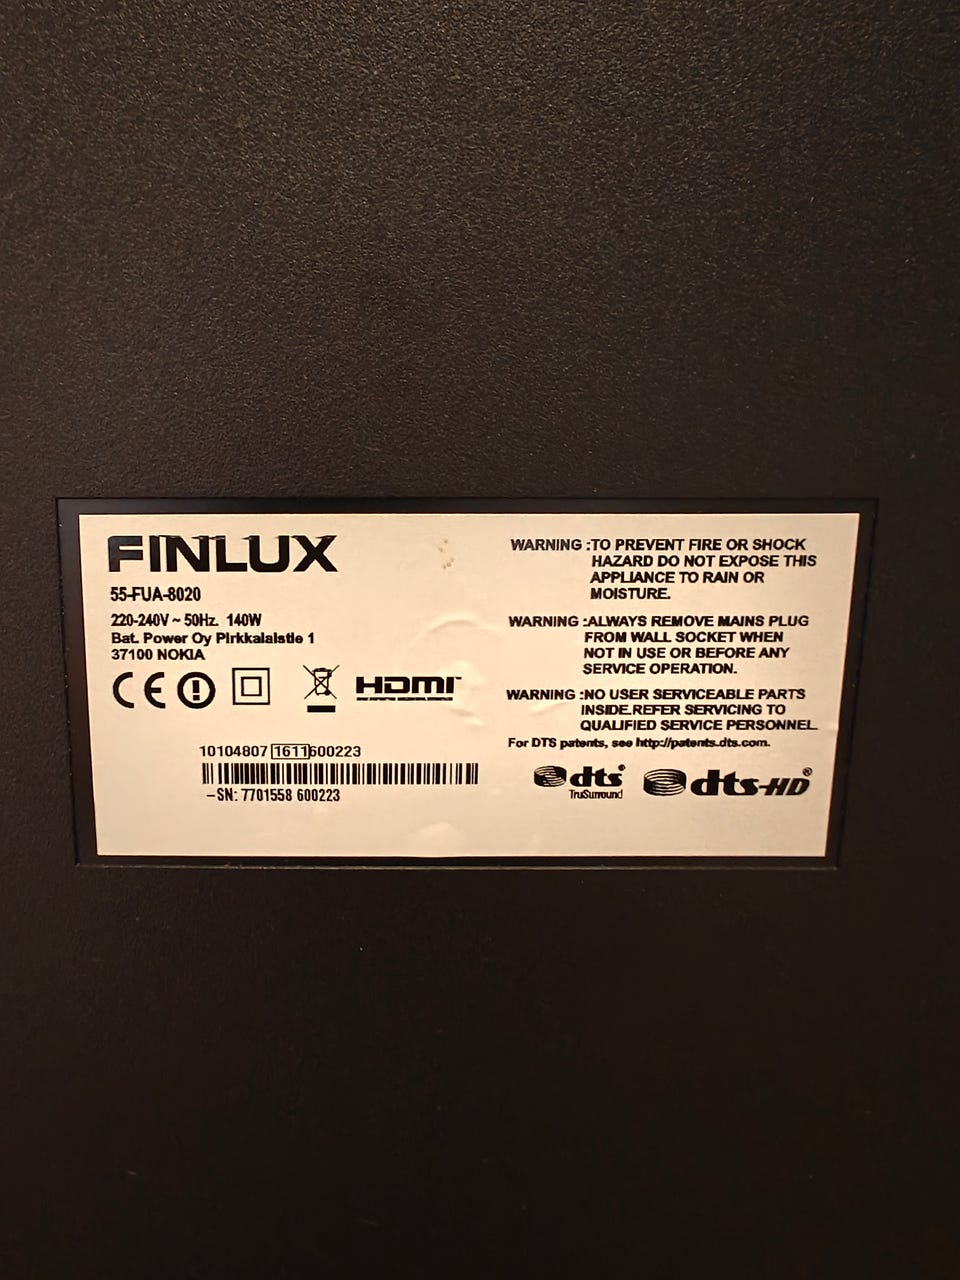 FINLUX
55-FUA-8020
220-240V ~ 50Hz. 140W
Bat. Power Oy Pirkkalaistie 1
37100 NOKIA
CE
HDMI
10104807 1611 600223
–SN: 7701558 600223
WARNING :TO PREVENT FIRE OR SHOCK
HAZARD DO NOT EXPOSE THIS
APPLIANCE TO RAIN OR
MOISTURE.
WARNING :ALWAYS REMOVE MAINS PLUG
FROM WALL SOCKET WHEN
NOT IN USE OR BEFORE ANY
SERVICE OPERATION.
WARNING :NO USER SERVICEABLE PARTS
INSIDE.REFER SERVICING TO
QUALIFIED SERVICE PERSONNEL.
For DTS patents, see http://patents.dts.com.
dts® dts-HD®
TruSurround